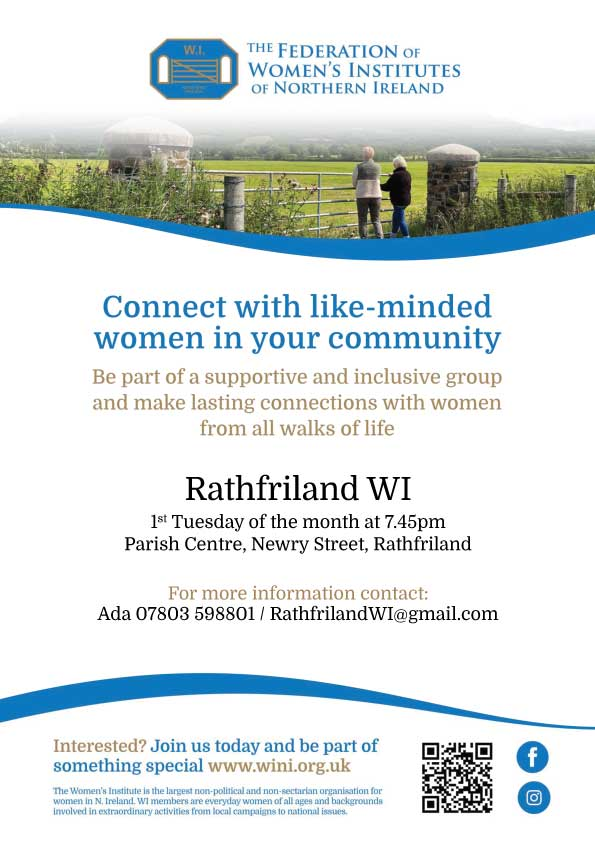 W.I.
THE FEDERATION OF
WOMEN'S INSTITUTES
OF NORTHERN IRELAND
Connect with like-minded
women in your community
Be part of a supportive and inclusive group
and make lasting connections with women
from all walks of life
Rathfriland WI
1st Tuesday of the month at 7.45pm
Parish Centre, Newry Street, Rathfriland
For more information contact:
Ada 07803 598801 / RathfrilandWI@gmail.com
Interested? Join us today and be part of
something special www.wini.org.uk
The Women's Institute is the largest non-political and non-sectarian organisation for
women in N. Ireland. WI members are everyday women of all ages and backgrounds
involved in extraordinary activities from local campaigns to national issues.